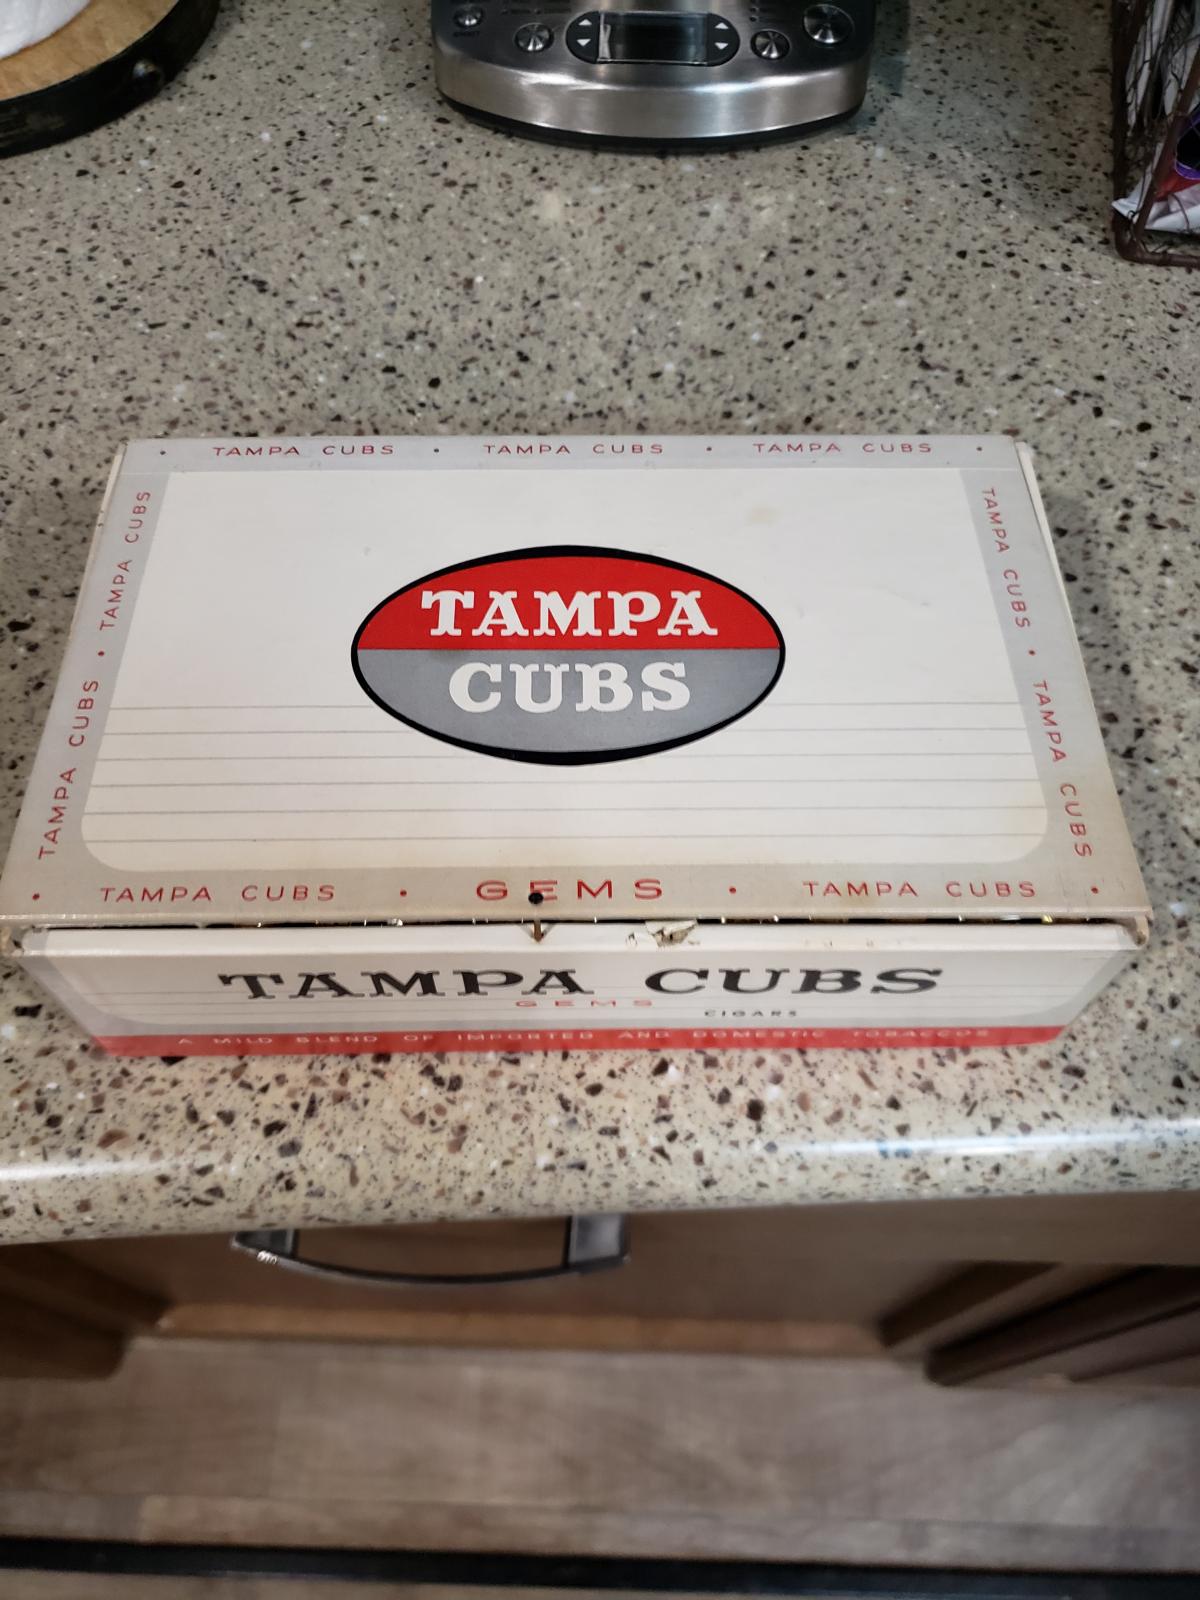 • TAMPA CUBS • TAMPA CUBS • TAMPA CUBS •
TAMPA CUBS • TAMPA CUBS
TAMPA
CUBS
TAMPA CUBS • TAMPA CUBS
• TAMPA CUBS • GEMS • TAMPA CUBS •
TAMPA CUBS
GEMS
CIGARS
A MILD BLEND OF IMPORTED AND DOMESTIC TOBACCOS